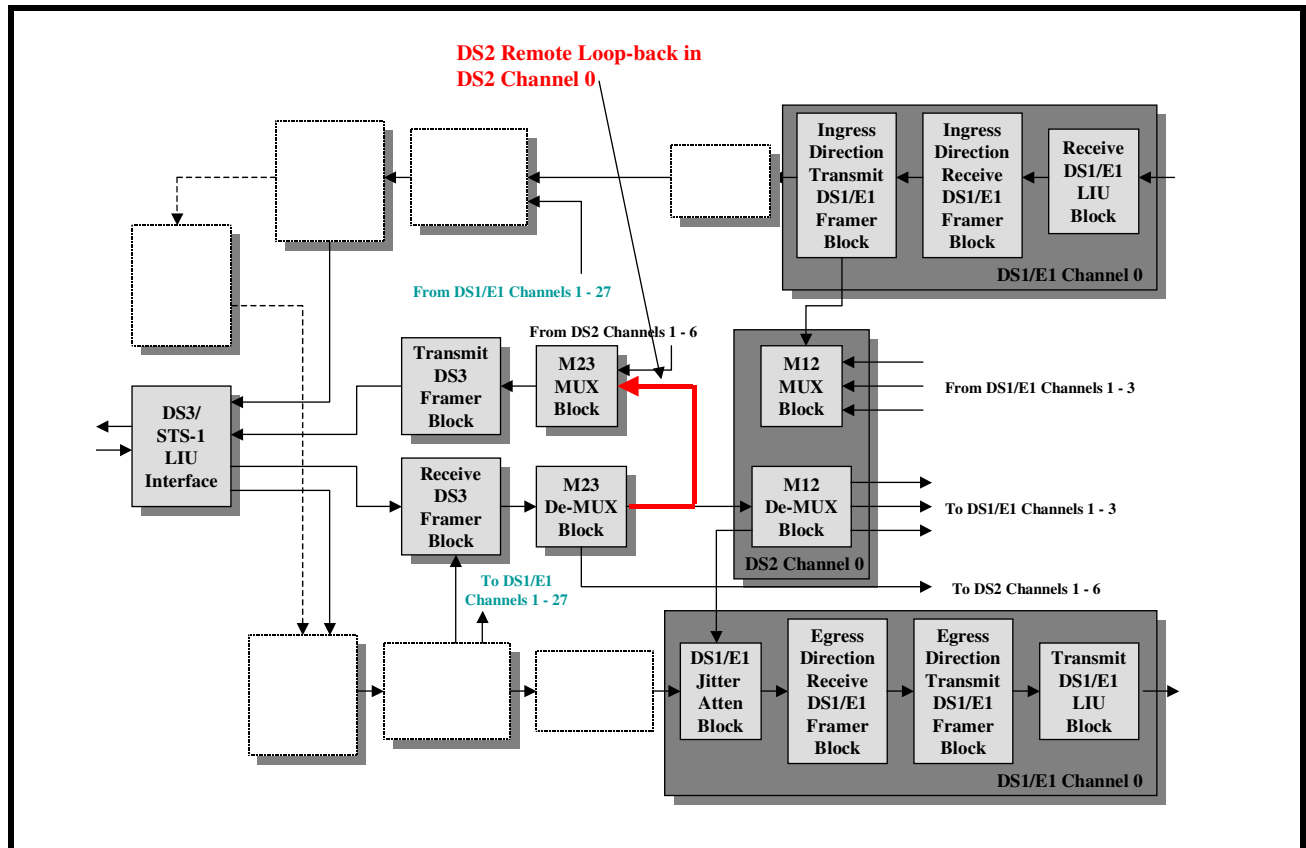 DS2 Remote Loop-back in
DS2 Channel 0
Ingress
Direction
Transmit
DS1/E1
Framer
Block
Ingress
Direction
Receive
DS1/E1
Framer
Block
Receive
DS1/E1
LIU
Block
DS1/E1 Channel 0
From DS1/E1 Channels 1 - 27
From DS2 Channels 1 - 6
Transmit
DS3
Framer
Block
M23
MUX
Block
M12
MUX
Block
From DS1/E1 Channels 1 - 3
DS3/
STS-1
LIU
Interface
Receive
DS3
Framer
Block
M23
De-MUX
Block
M12
De-MUX
Block
To DS1/E1 Channels 1 - 3
DS2 Channel 0
To DS1/E1
Channels 1 - 27
To DS2 Channels 1 - 6
DS1/E1
Jitter
Atten
Block
Egress
Direction
Receive
DS1/E1
Framer
Block
Egress
Direction
Transmit
DS1/E1
Framer
Block
Transmit
DS1/E1
LIU
Block
DS1/E1 Channel 0